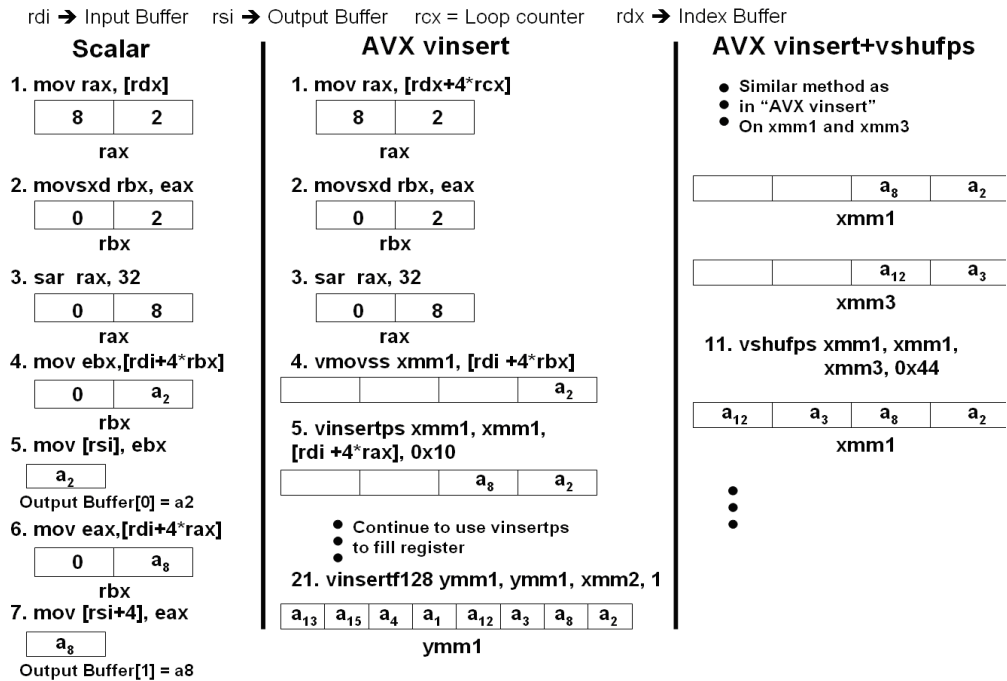 rdi ➔ Input Buffer rsi ➔ Output Buffer rcx = Loop counter rdx ➔ Index Buffer
Scalar
1. mov rax, [rdx]
8 2
rax
2. movsxd rbx, eax
0 2
rbx
3. sar rax, 32
0 8
rax
4. mov ebx,[rdi+4*rbx]
0 a2
rbx
5. mov [rsi], ebx
a2
Output Buffer[0] = a2
6. mov eax,[rdi+4*rax]
0 a8
rbx
7. mov [rsi+4], eax
a8
Output Buffer[1] = a8
AVX vinsert
1. mov rax, [rdx+4*rcx]
8 2
rax
2. movsxd rbx, eax
0 2
rbx
3. sar rax, 32
0 8
rax
4. vmovss xmm1, [rdi +4*rbx]
a2
5. vinsertps xmm1, xmm1,
[rdi +4*rax], 0x10
a8 a2
● Continue to use vinsertps
● to fill register
●
21. vinsertf128 ymm1, ymm1, xmm2, 1
a13 a15 a4 a1 a12 a3 a8 a2
ymm1
AVX vinsert+vshufps
● Similar method as
● in “AVX vinsert”
● On xmm1 and xmm3
a8 a2
xmm1
a12 a3
xmm3
11. vshufps xmm1, xmm1,
xmm3, 0x44
a12 a3 a8 a2
xmm1